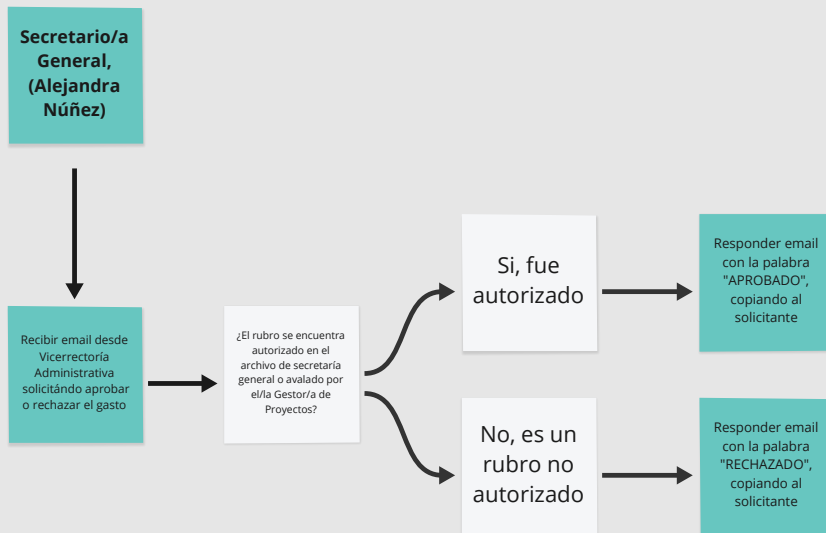 Secretario/a
General,
(Alejandra
Núñez)
Recibir email desde
Vicerrectoría
Administrativa
solicitándo aprobar
o rechazar el gasto
¿El rubro se encuentra
autorizado en el
archivo de secretaría
general o avalado por
el/la Gestor/a de
Proyectos?
Si, fue
autorizado
Responder email
con la palabra
"APROBADO",
copiando al
solicitante
No, es un
rubro no
autorizado
Responder email
con la palabra
"RECHAZADO",
copiando al
solicitante